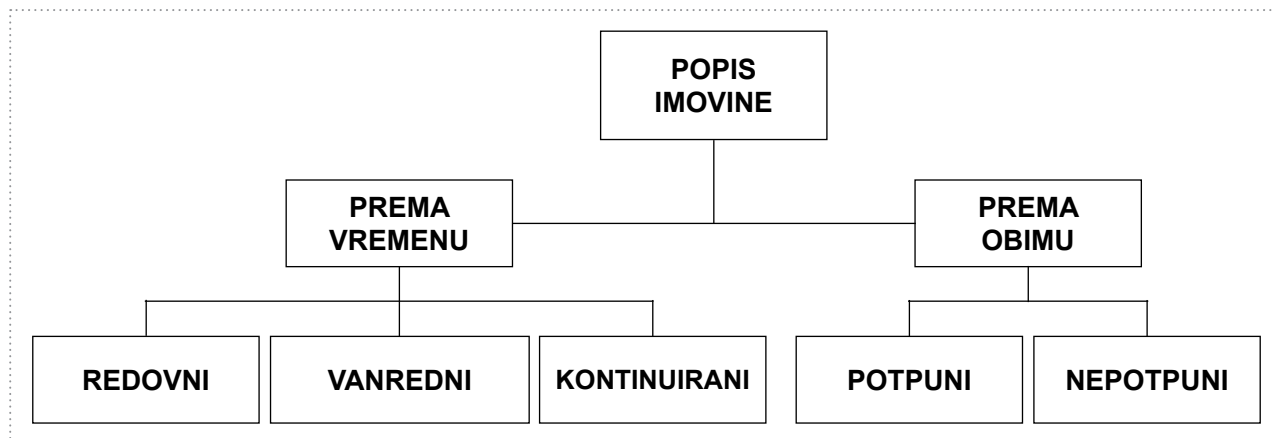 POPIS
IMOVINE
PREMA
VREMENU
PREMA
OBIMU
REDOVNI
VANREDNI
KONTINUIRANI
POTPUNI
NEPOTPUNI